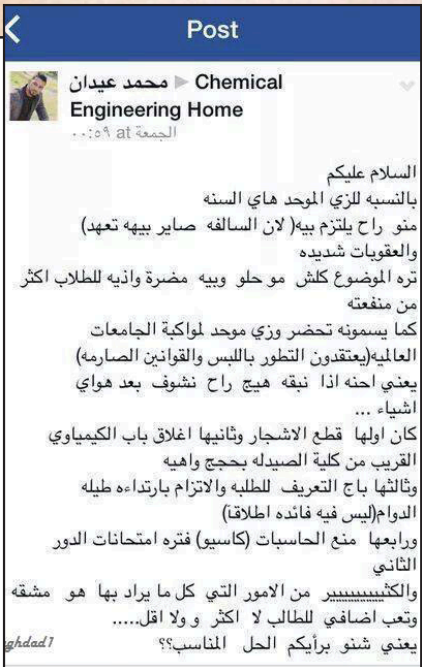 Post
محمد عيدان ▶ Chemical
Engineering Home
الجمعة at ٠٠:٥٩
السلام عليكم
بالنسبه للزي الموحد هاي السنه
منو راح يلتزم بيه( لان السالفه صاير بيهه تعهد)
والعقوبات شديده
تره الموضوع كلش مو حلو وبيه مضرة واذيه للطلاب اكثر
من منفعته
كما يسمونه تحضر وزي موحد لمواكبة الجامعات
العالميه(يعتقدون التطور باللبس والقوانين الصارمه)
يعني احنه اذا نبقه هيج راح نشوف بعد هواي
اشياء ...
كان اولها قطع الاشجار وثانيها اغلاق باب الكيمياوي
القريب من كلية الصيدله بحجج واهيه
وثالثها باج التعريف للطلبه والاتزام بارتداءه طيله
الدوام(ليس فيه فائده اطلاقا)
ورابعها منع الحاسبات (كاسيو) فتره امتحانات الدور
الثاني
والكثيييييييير من الامور التي كل ما يراد بها هو مشقه
وتعب اضافي للطالب لا اكثر و ولا اقل.....
يعني شنو برأيكم الحل المناسب؟؟
ghdad1